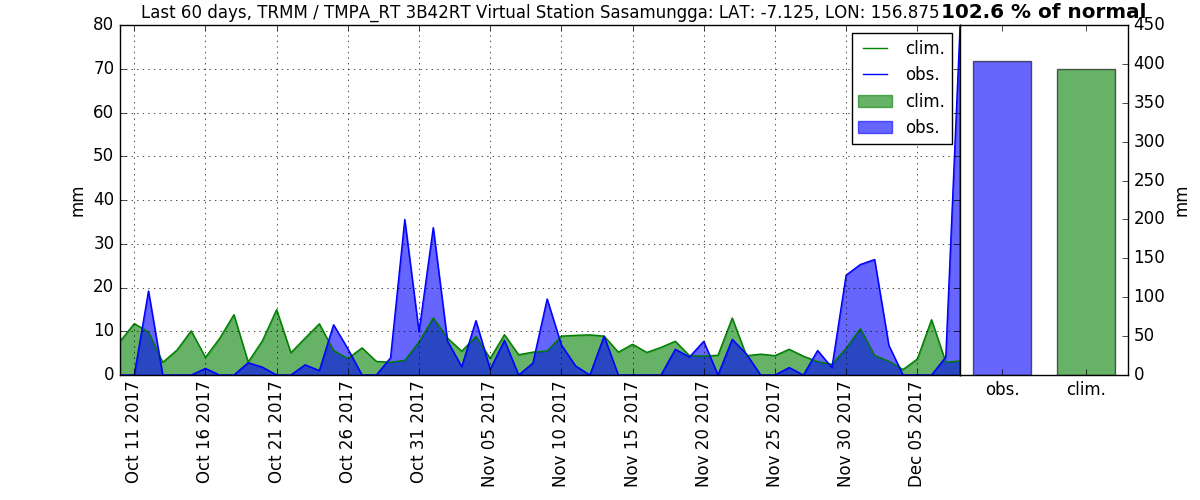 Last 60 days, TRMM / TMPA_RT 3B42RT Virtual Station Sasamungga: LAT: -7.125, LON: 156.875
102.6 % of normal
80
70
60
50
40
30
20
10
0
mm
clim.
obs.
clim.
obs.
Oct 11 2017
Oct 16 2017
Oct 21 2017
Oct 26 2017
Oct 31 2017
Nov 05 2017
Nov 10 2017
Nov 15 2017
Nov 20 2017
Nov 25 2017
Nov 30 2017
Dec 05 2017
450
400
350
300
250
200
150
100
50
0
mm
obs.
clim.